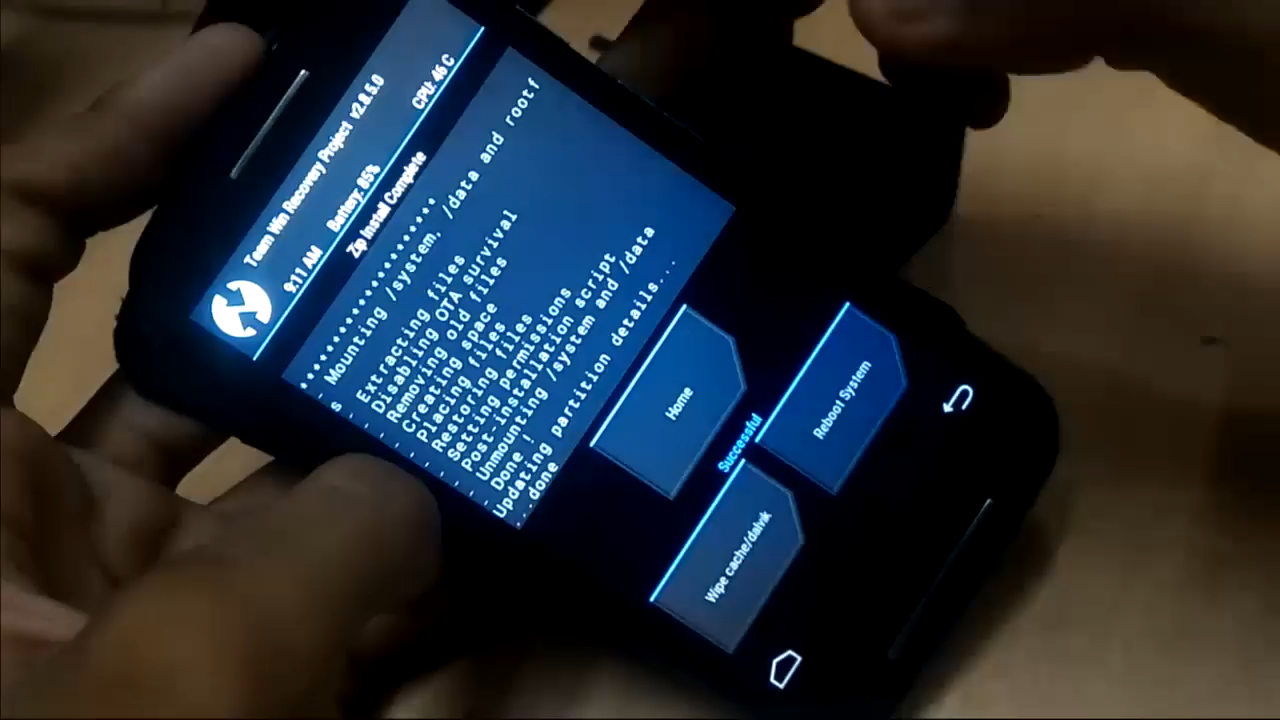 Team Win Recovery Project v2.8.5.0
9:11 AM Battery: 85% CPU: 46 C
Zip Install Complete
***********************
- Mounting /system, /data and rootf
s
- Extracting files
- Disabling OTA survival
- Removing old files
- Creating space
- Placing files
- Restoring files
- Setting permissions
- Post-installation script
- Unmounting /system and /data
- Done !
Updating partition details...
...done
Successful
Home
Wipe cache/dalvik
Reboot System